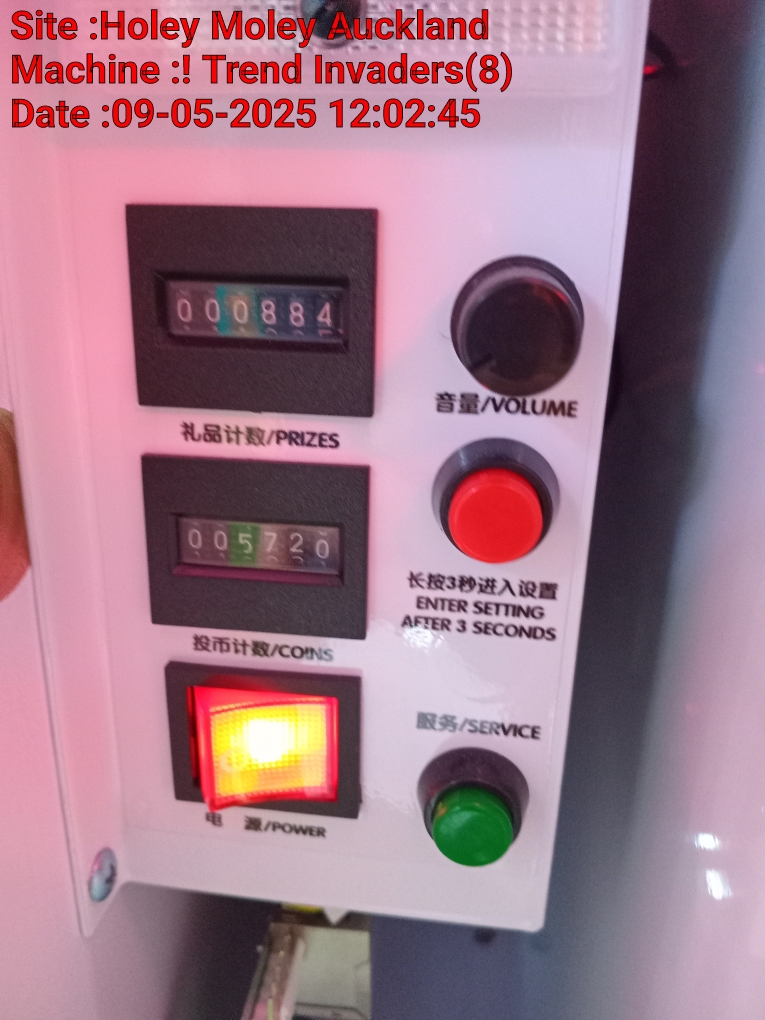 Site :Holey Moley Auckland
Machine :! Trend Invaders(8)
Date :09-05-2025 12:02:45
000884
音量/VOLUME
礼品计数/PRIZES
005720
长按3秒进入设置
ENTER SETTING
AFTER 3 SECONDS
投币计数/COINS
服务/SERVICE
电 源/POWER